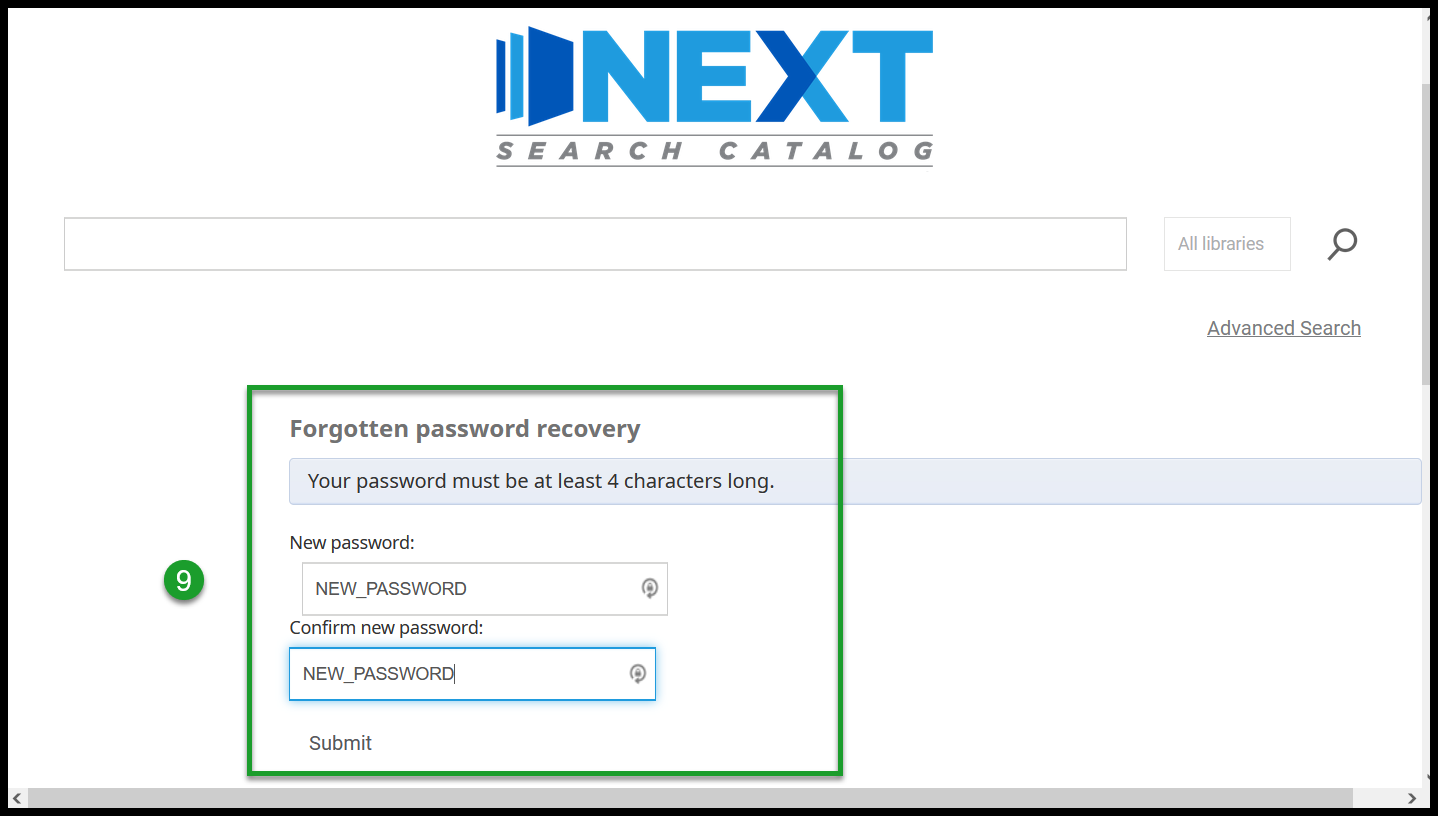 NEXT
SEARCH CATALOG
All libraries
Advanced Search
Forgotten password recovery
Your password must be at least 4 characters long.
New password:
9
NEW_PASSWORD
Confirm new password:
NEW_PASSWORD
Submit